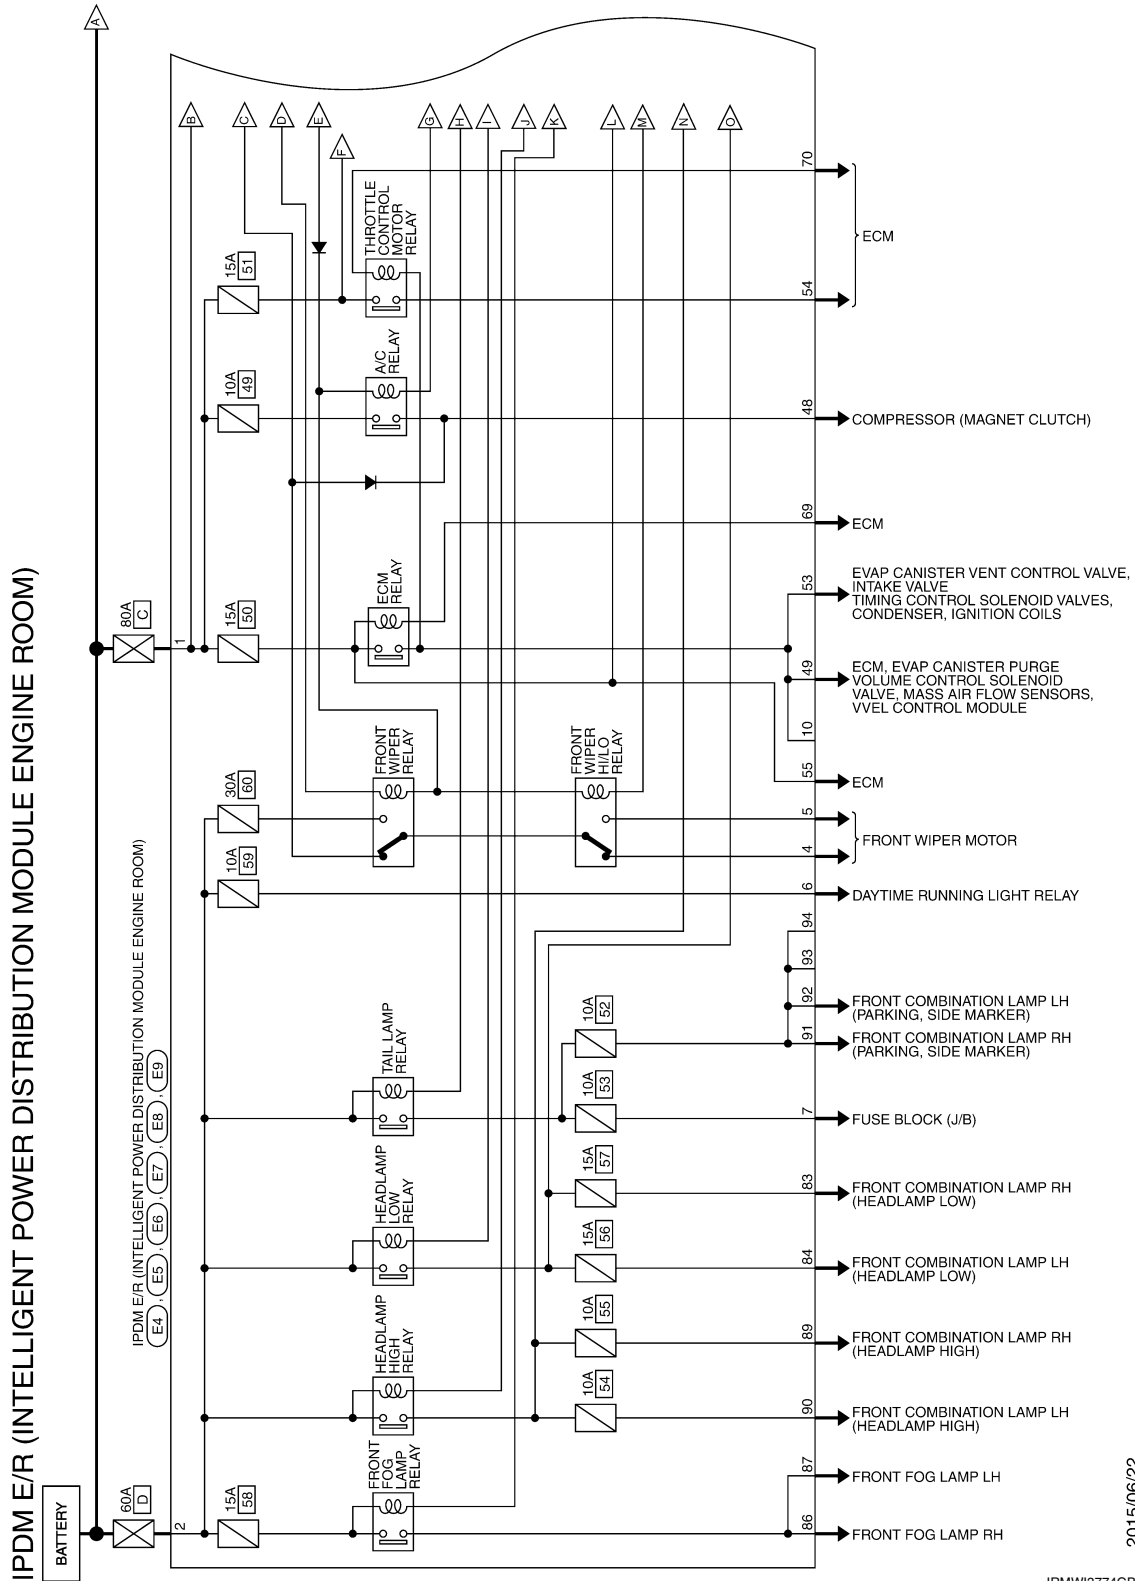 IPDM E/R (INTELLIGENT POWER DISTRIBUTION MODULE ENGINE ROOM)
A
B
C
D
E
F
G
H
I
J
K
L
M
N
O
BATTERY
80A
C
1
60A
D
2
IPDM E/R (INTELLIGENT POWER DISTRIBUTION MODULE ENGINE ROOM)
E4 , E5 , E6 , E7 , E8 , E9
15A
51
10A
49
15A
50
30A
60
10A
59
15A
58
THROTTLE
CONTROL
MOTOR
RELAY
A/C
RELAY
ECM
RELAY
FRONT
WIPER
RELAY
FRONT
WIPER
HI/LO
RELAY
TAIL LAMP
RELAY
HEADLAMP
LOW
RELAY
HEADLAMP
HIGH
RELAY
FRONT
FOG
LAMP
RELAY
10A
52
10A
53
15A
57
15A
56
10A
55
10A
54
70
54
ECM
48
COMPRESSOR (MAGNET CLUTCH)
69
ECM
53
EVAP CANISTER VENT CONTROL VALVE,
INTAKE VALVE
TIMING CONTROL SOLENOID VALVES,
CONDENSER, IGNITION COILS
49
ECM, EVAP CANISTER PURGE
VOLUME CONTROL SOLENOID
VALVE, MASS AIR FLOW SENSORS,
VVEL CONTROL MODULE
10
55
ECM
5
4
FRONT WIPER MOTOR
6
DAYTIME RUNNING LIGHT RELAY
94
93
92
FRONT COMBINATION LAMP LH
(PARKING, SIDE MARKER)
91
FRONT COMBINATION LAMP RH
(PARKING, SIDE MARKER)
7
FUSE BLOCK (J/B)
83
FRONT COMBINATION LAMP RH
(HEADLAMP LOW)
84
FRONT COMBINATION LAMP LH
(HEADLAMP LOW)
89
FRONT COMBINATION LAMP RH
(HEADLAMP HIGH)
90
FRONT COMBINATION LAMP LH
(HEADLAMP HIGH)
87
FRONT FOG LAMP LH
86
FRONT FOG LAMP RH
2015/06/22